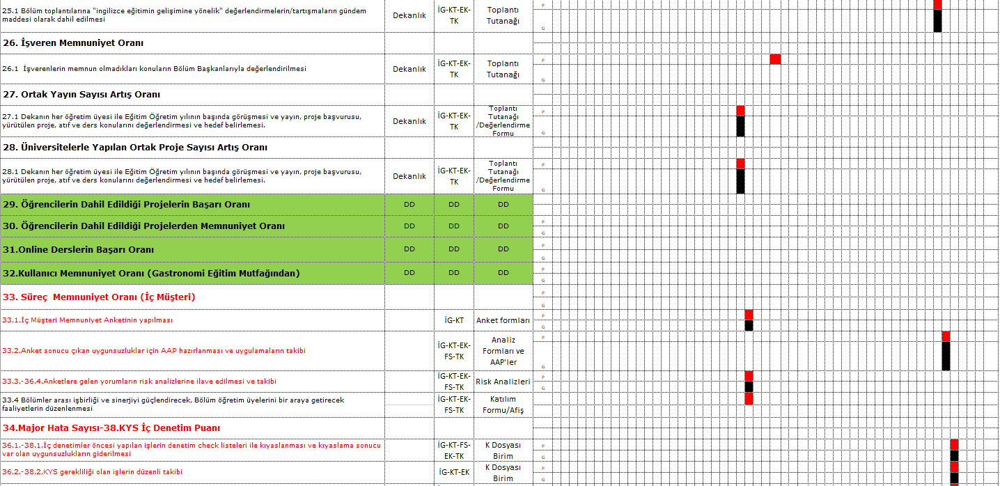 25.1 Bölüm toplantılarına "ingilizce eğitimin gelişimine yönelik" değerlendirmelerin/tartışmaların gündem
maddesi olarak dahil edilmesi
Dekanlık
İG-KT-EK-
TK
Toplantı
Tutanağı
P
G
26. İşveren Memnuniyet Oranı
26.1 İşverenlerin memnun olmadıkları konuların Bölüm Başkanlarıyla değerlendirilmesi
Dekanlık
İG-KT-EK-
TK
Toplantı
Tutanağı
P
G
27. Ortak Yayın Sayısı Artış Oranı
27.1 Dekanın her öğretim üyesi ile Eğitim Öğretim yılının başında görüşmesi ve yayın, proje başvurusu,
yürütülen proje, atıf ve ders konularını değerlendirmesi ve hedef belirlemesi.
Dekanlık
İG-KT-EK-
TK
Toplantı
Tutanağı
/Değerlendirme
Formu
P
G
28. Üniversitelerle Yapılan Ortak Proje Sayısı Artış Oranı
28.1 Dekanın her öğretim üyesi ile Eğitim Öğretim yılının başında görüşmesi ve yayın, proje başvurusu,
yürütülen proje, atıf ve ders konularını değerlendirmesi ve hedef belirlemesi.
Dekanlık
İG-KT-EK-
TK
Toplantı
Tutanağı
/Değerlendirme
Formu
P
G
29. Öğrencilerin Dahil Edildiği Projelerin Başarı Oranı
DD
DD
DD
30. Öğrencilerin Dahil Edildiği Projelerden Memnuniyet Oranı
DD
DD
DD
P
G
31.Online Derslerin Başarı Oranı
DD
DD
DD
P
G
32.Kullanıcı Memnuniyet Oranı (Gastronomi Eğitim Mutfağından)
DD
DD
DD
P
G
33. Süreç Memnuniyet Oranı (İç Müşteri)
P
G
33.1.İç Müşteri Memnuniyet Anketinin yapılması
İG-KT
Anket formları
P
G
33.2.Anket sonucu çıkan uygunsuzluklar için AAP hazırlanması ve uygulamaların takibi
İG-KT-EK-
FS-TK
Analiz
Formları ve
AAP'ler
P
G
33.3.-36.4.Anketlere gelen yorumların risk analizlerine ilave edilmesi ve takibi
İG-KT-EK-
FS-TK
Risk Analizleri
P
G
33.4 Bölümler arası işbirliği ve sinerjiyi güçlendirecek, Bölüm öğretim üyelerini bir araya getirecek
faaliyetlerin düzenlenmesi
İG-KT-EK-
FS-TK
Katılım
Formu/Afiş
34.Major Hata Sayısı-38.KYS İç Denetim Puanı
36.1.-38.1.İç denetimler öncesi yapılan işlerin denetim check listeleri ile kıyaslanması ve kıyaslama sonucu
var olan uygunsuzlukların giderilmesi
İG-KT-FS-
EK-TK
K Dosyası
Birim
P
G
36.2.-38.2.KYS gerekliliği olan işlerin düzenli takibi
İG-KT-EK
K Dosyası
Birim
P
G